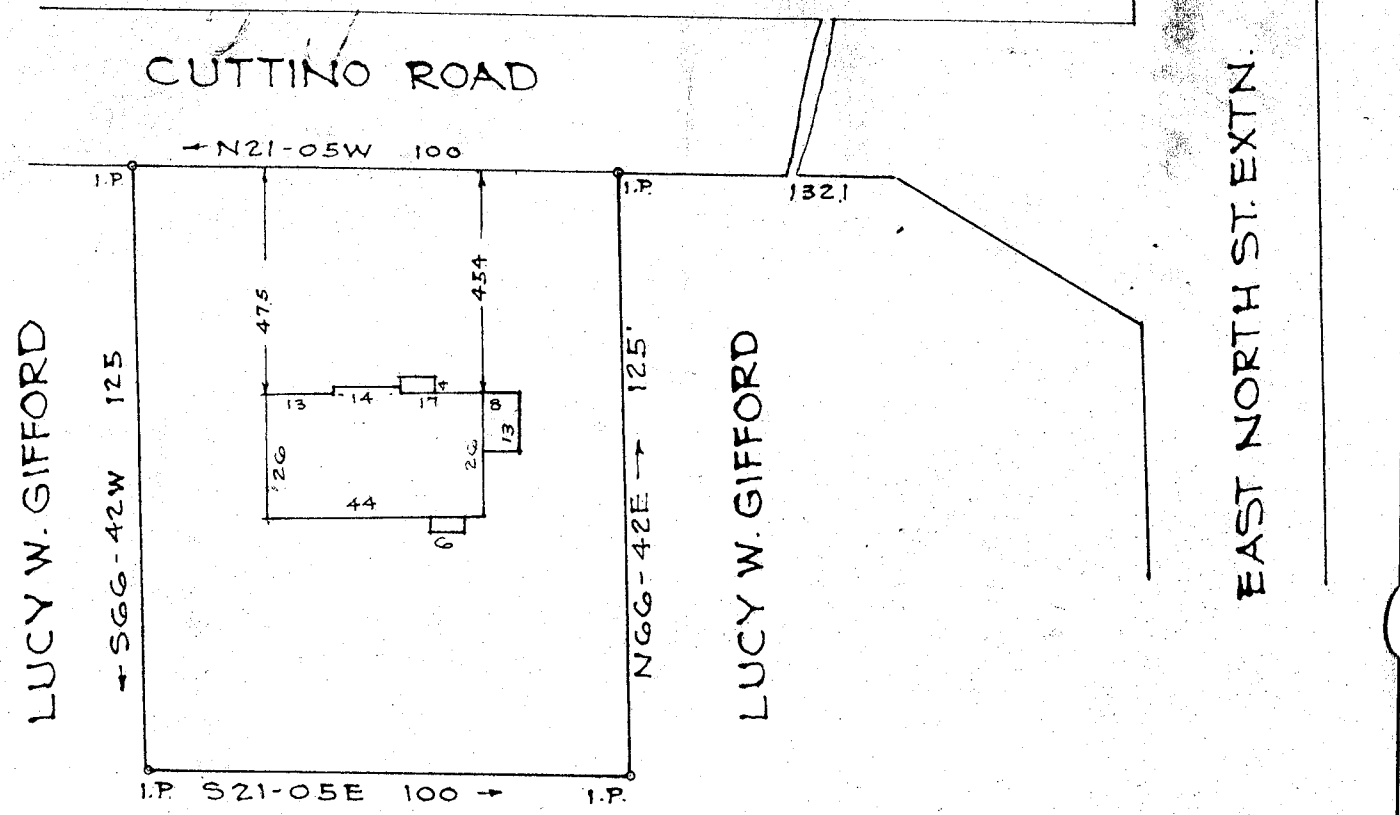 CUTTINO ROAD
←N21-05W 100
I.P.
I.P.
132.1
EAST NORTH ST. EXTN.
47.5
45.4
LUCY W. GIFFORD
←S66-42W 125
N66-42E→ 125'
LUCY W. GIFFORD
13
14
17
4
8
13
26
26
44
6
I.P. S21-05E 100→ I.P.